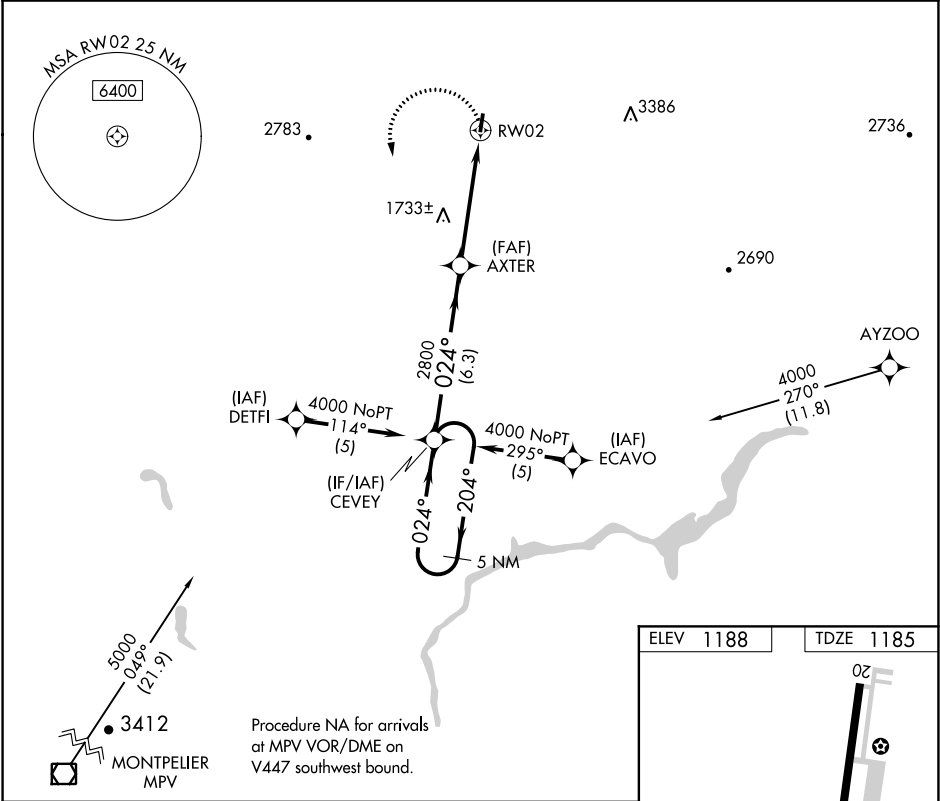 MSA RW02 25 NM
6400
2783
RW02
3386
2736
1733±
(FAF)
AXTER
2690
AYZOO
4000
270°
(11.8)
2800
024°
(6.3)
(IAF)
DETFI
4000 NoPT
114°
(5)
4000 NoPT
295°
(5)
(IAF)
ECAVO
(IF/IAF)
CEVEY
024°
204°
5 NM
5000
049°
(21.9)
3412
MONTPELIER
MPV
Procedure NA for arrivals
at MPV VOR/DME on
V447 southwest bound.
ELEV 1188
TDZE 1185
20